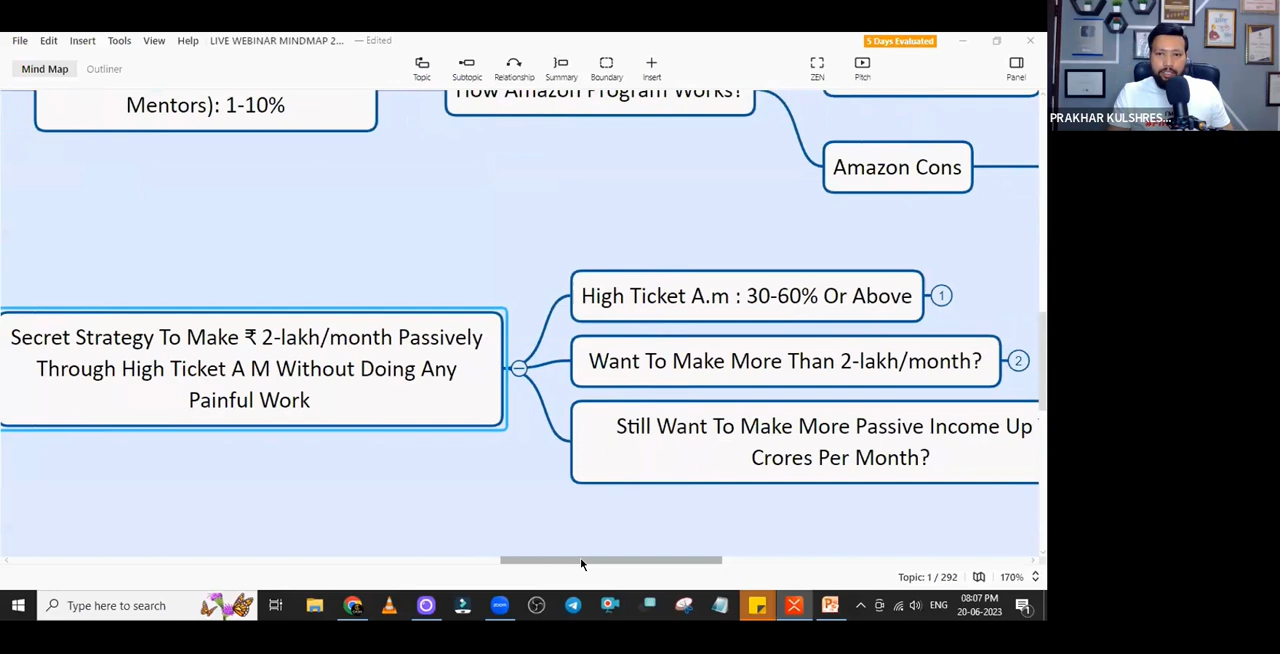 File Edit Insert Tools View Help LIVE WEBINAR MINDMAP 2... — Edited
5 Days Evaluated
Mind Map Outliner
Topic Subtopic Relationship Summary Boundary Insert ZEN Pitch Panel
PRAKHAR KULSHRES...
Mentors): 1-10%
How Amazon Program Works?
Amazon Cons
High Ticket A.m : 30-60% Or Above
1
Secret Strategy To Make ₹ 2-lakh/month Passively
Through High Ticket A M Without Doing Any
Painful Work
Want To Make More Than 2-lakh/month?
2
Still Want To Make More Passive Income Up
Crores Per Month?
Topic: 1 / 292 170%
Type here to search
ENG
08:07 PM
20-06-2023
1